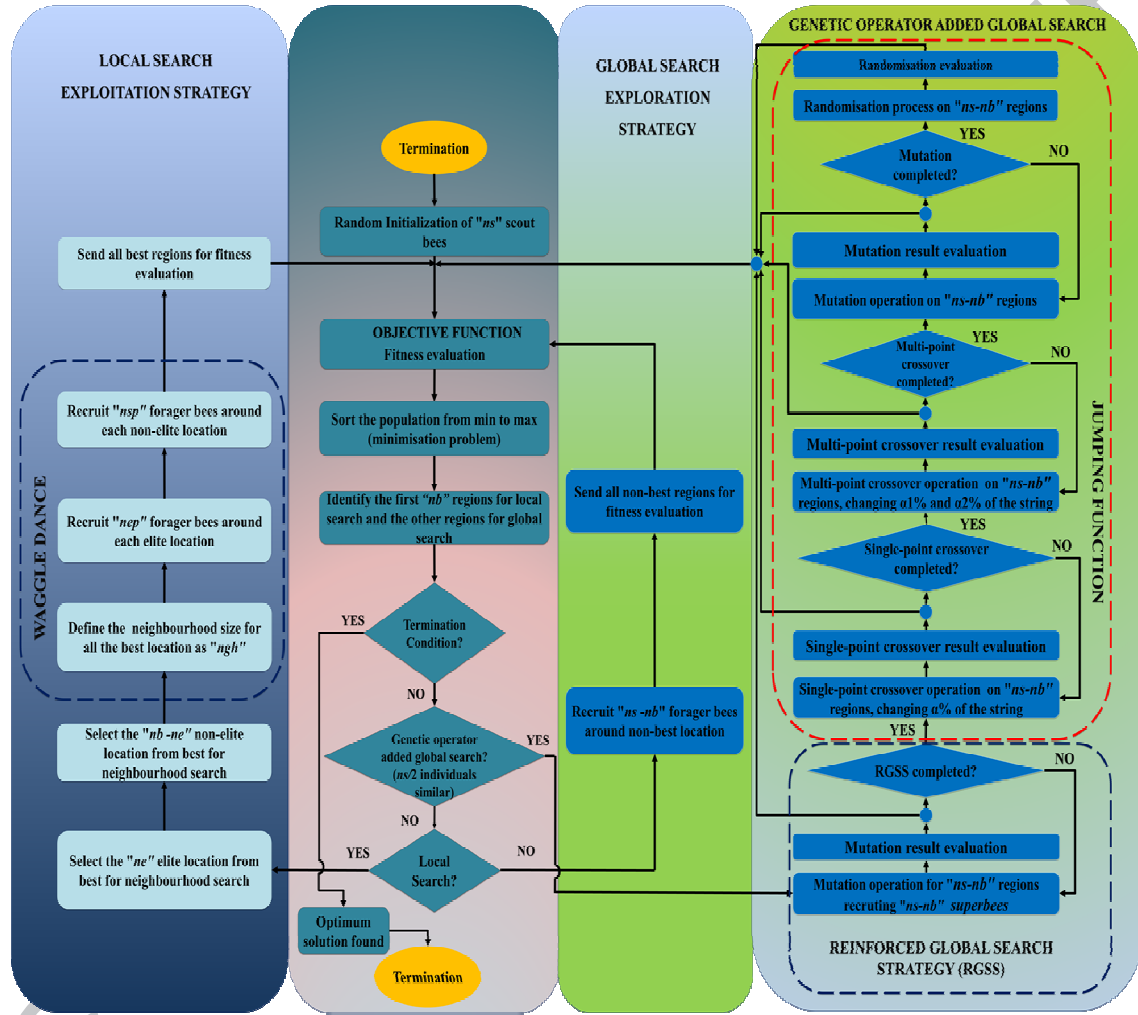 LOCAL SEARCH
EXPLOITATION STRATEGY
Send all best regions for fitness
evaluation
Recruit "nsp" forager bees around
each non-elite location
Recruit "nep" forager bees around
each elite location
Define the neighbourhood size for
all the best location as "ngh"
WAGGLE DANCE
Select the "nb -ne" non-elite
location from best for
neighbourhood search
Select the "ne" elite location from
best for neighbourhood search
Termination
Random Initialization of "ns" scout
bees
OBJECTIVE FUNCTION
Fitness evaluation
Sort the population from min to max
(minimisation problem)
Identify the first "nb" regions for local
search and the other regions for global
search
YES
Termination
Condition?
NO
Genetic operator
added global search?
(ns/2 individuals
similar)
YES
NO
YES
Local
Search?
NO
Optimum
solution found
Termination
GLOBAL SEARCH
EXPLORATION
STRATEGY
Send all non-best regions for
fitness evaluation
Recruit "ns -nb" forager bees
around non-best location
GENETIC OPERATOR ADDED GLOBAL SEARCH
Randomisation evaluation
Randomisation process on "ns-nb" regions
YES
NO
Mutation
completed?
Mutation result evaluation
Mutation operation on "ns-nb" regions
YES
NO
Multi-point
crossover
completed?
Multi-point crossover result evaluation
Multi-point crossover operation on "ns-nb"
regions, changing α1% and α2% of the string
YES
NO
Single-point crossover
completed?
Single-point crossover result evaluation
Single-point crossover operation on "ns-nb"
regions, changing α% of the string
JUMPING FUNCTION
YES
RGSS completed?
NO
Mutation result evaluation
Mutation operation for "ns-nb" regions
recruting "ns-nb" superbees
REINFORCED GLOBAL SEARCH
STRATEGY (RGSS)